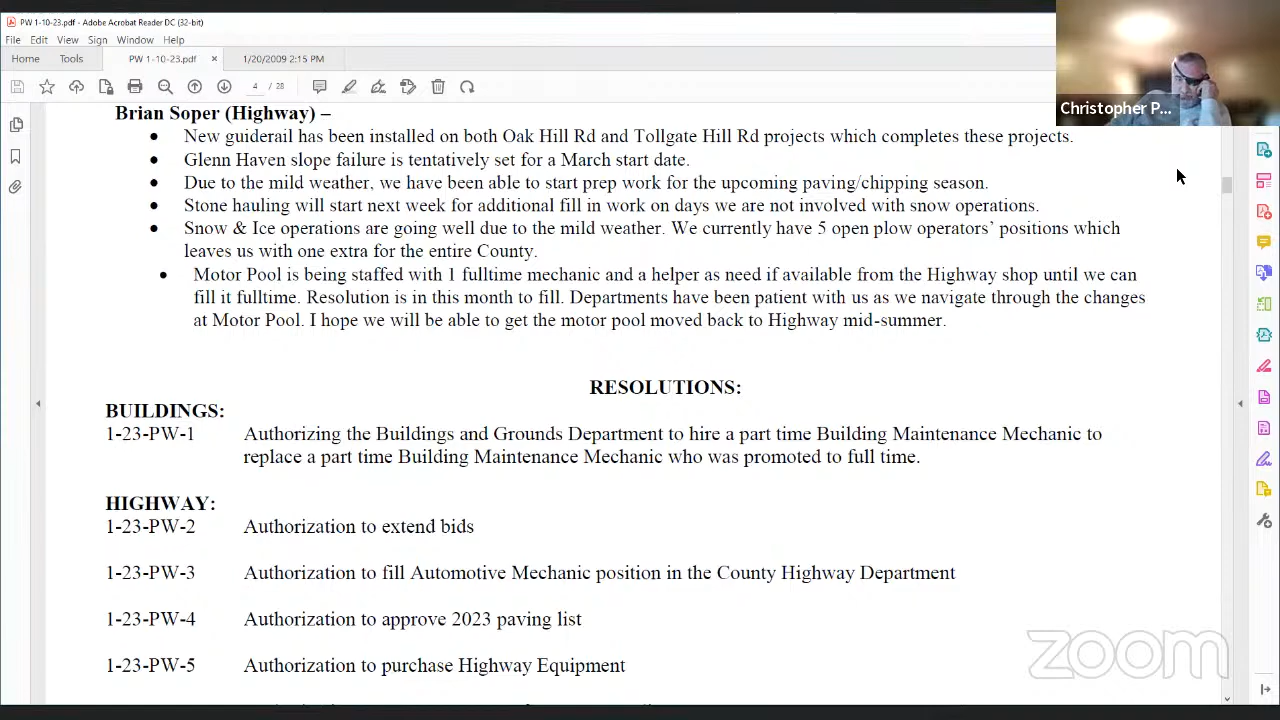 PW 1-10-23.pdf - Adobe Acrobat Reader DC (32-bit)
File Edit View Sign Window Help
Home Tools PW 1-10-23.pdf × 1/20/2009 2:15 PM
4 / 28
Christopher P...
Brian Soper (Highway) –
• New guiderail has been installed on both Oak Hill Rd and Tollgate Hill Rd projects which completes these projects.
• Glenn Haven slope failure is tentatively set for a March start date.
• Due to the mild weather, we have been able to start prep work for the upcoming paving/chipping season.
• Stone hauling will start next week for additional fill in work on days we are not involved with snow operations.
• Snow & Ice operations are going well due to the mild weather. We currently have 5 open plow operators’ positions which
leaves us with one extra for the entire County.
• Motor Pool is being staffed with 1 fulltime mechanic and a helper as need if available from the Highway shop until we can
fill it fulltime. Resolution is in this month to fill. Departments have been patient with us as we navigate through the changes
at Motor Pool. I hope we will be able to get the motor pool moved back to Highway mid-summer.
RESOLUTIONS:
BUILDINGS:
1-23-PW-1 Authorizing the Buildings and Grounds Department to hire a part time Building Maintenance Mechanic to
replace a part time Building Maintenance Mechanic who was promoted to full time.
HIGHWAY:
1-23-PW-2 Authorization to extend bids
1-23-PW-3 Authorization to fill Automotive Mechanic position in the County Highway Department
1-23-PW-4 Authorization to approve 2023 paving list
1-23-PW-5 Authorization to purchase Highway Equipment
zoom